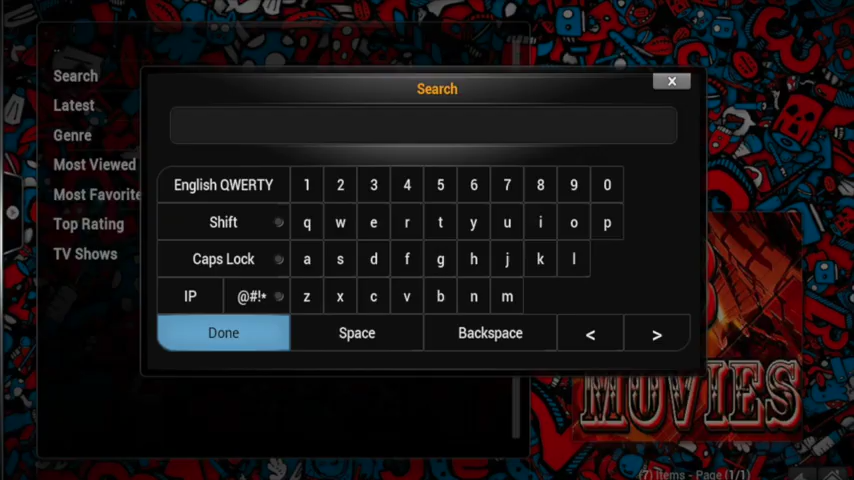 ..
Search
Latest
Genre
Most Viewed
Most Favorite
Top Rating
TV Shows
Search
x
English QWERTY 1 2 3 4 5 6 7 8 9 0
Shift q w e r t y u i o p
Caps Lock a s d f g h j k l
IP @#!* z x c v b n m
Done Space Backspace < >
MOVIES
(7) Items - Page (1/1)